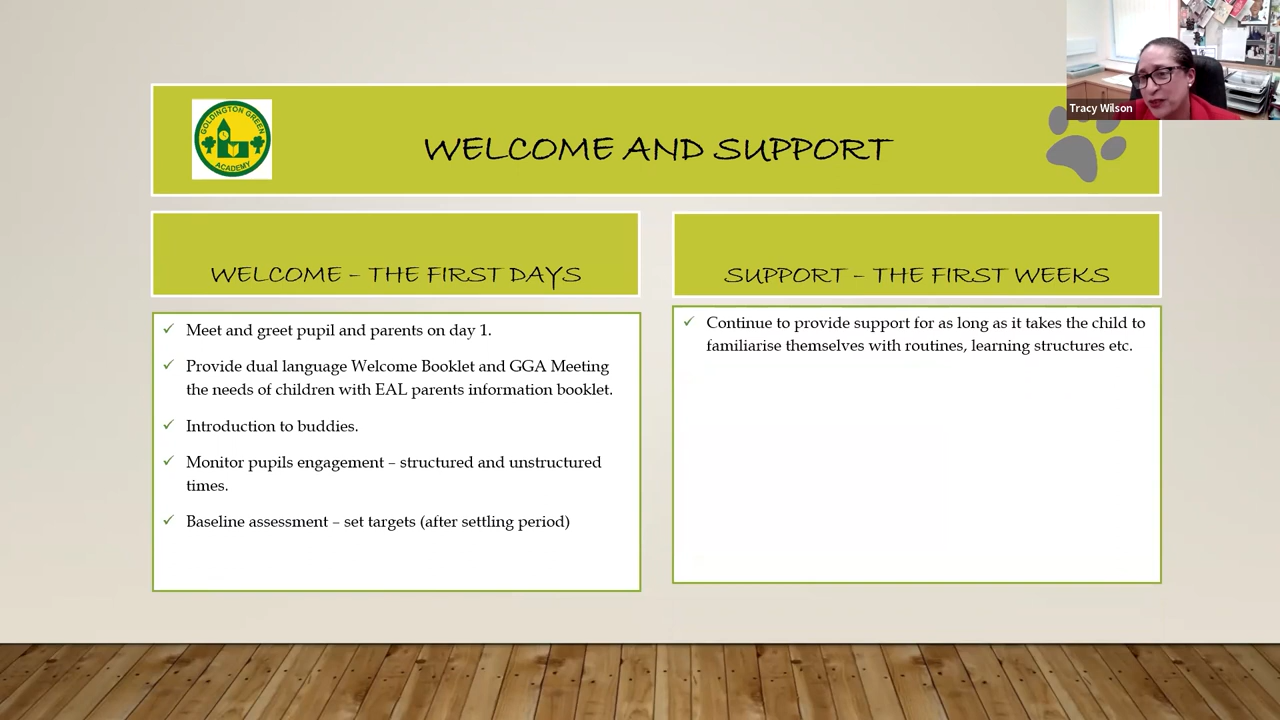 Tracy Wilson
GOLDINGTON GREEN
ACADEMY
WELCOME AND SUPPORT
WELCOME – THE FIRST DAYS
✓ Meet and greet pupil and parents on day 1.
✓ Provide dual language Welcome Booklet and GGA Meeting
the needs of children with EAL parents information booklet.
✓ Introduction to buddies.
✓ Monitor pupils engagement – structured and unstructured
times.
✓ Baseline assessment – set targets (after settling period)
SUPPORT – THE FIRST WEEKS
✓ Continue to provide support for as long as it takes the child to
familiarise themselves with routines, learning structures etc.